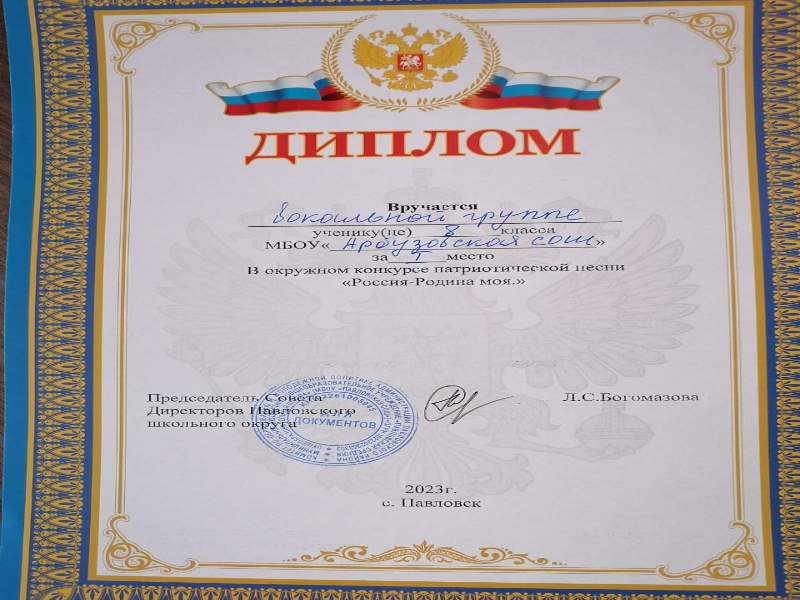 ДИПЛОМ
Вручается
вокальной группе
ученику(це) 8 класса
МБОУ« Арбузовская сош»
за I место
В окружном конкурсе патриотической песни
«Россия-Родина моя.»
Председатель Совета
Директоров Павловского
школьного округа
Л.С.Богомазова
ДОКУМЕНТОВ
2023г.
с. Павловск